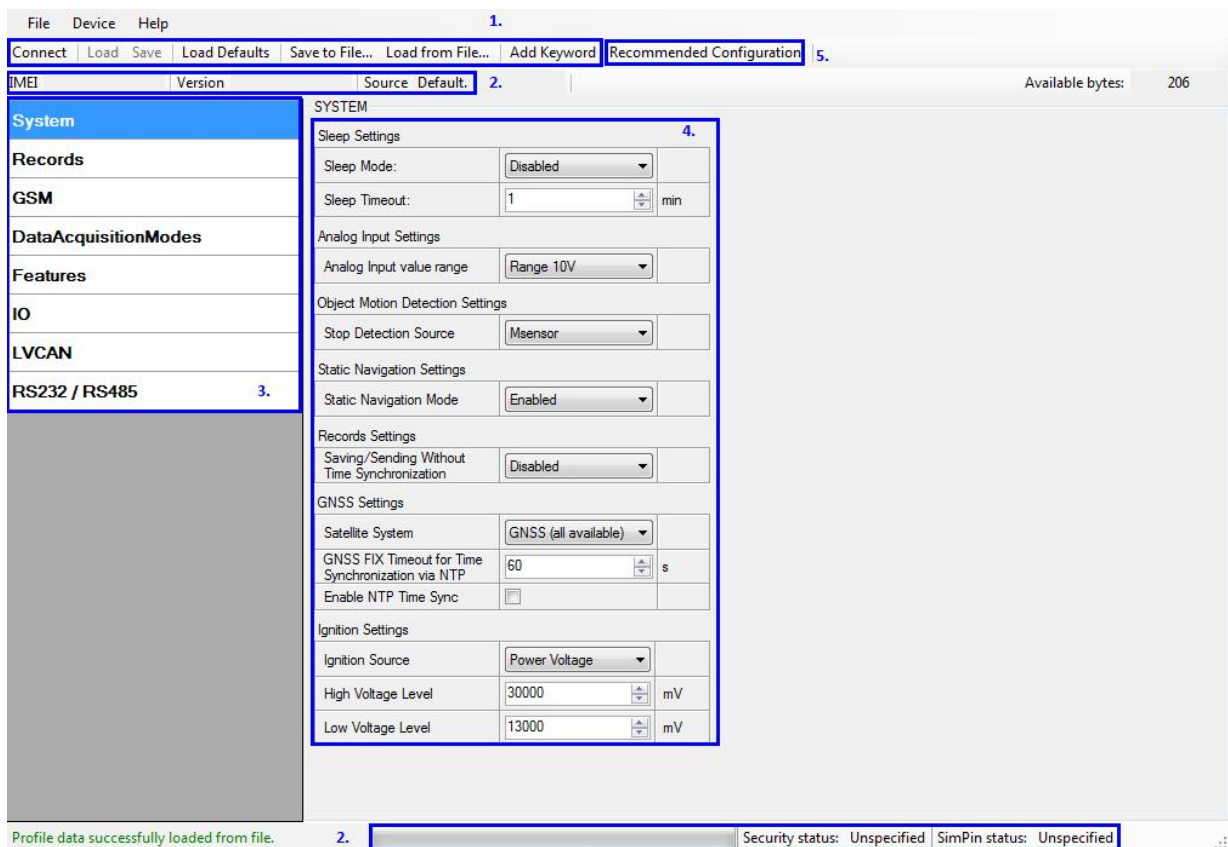 File Device Help 1.
Connect Load Save Load Defaults Save to File... Load from File... Add Keyword Recommended Configuration 5.
IMEI Version Source Default. 2. Available bytes: 206
System
Records
GSM
DataAcquisitionModes
Features
IO
LVCAN
RS232 / RS485 3.
SYSTEM
4.
Sleep Settings
Sleep Mode: Disabled
Sleep Timeout: 1 min
Analog Input Settings
Analog Input value range Range 10V
Object Motion Detection Settings
Stop Detection Source Msensor
Static Navigation Settings
Static Navigation Mode Enabled
Records Settings
Saving/Sending Without
Time Synchronization Disabled
GNSS Settings
Satellite System GNSS (all available)
GNSS FIX Timeout for Time
Synchronization via NTP 60 s
Enable NTP Time Sync
Ignition Settings
Ignition Source Power Voltage
High Voltage Level 30000 mV
Low Voltage Level 13000 mV
Profile data successfully loaded from file. 2. Security status: Unspecified SimPin status: Unspecified